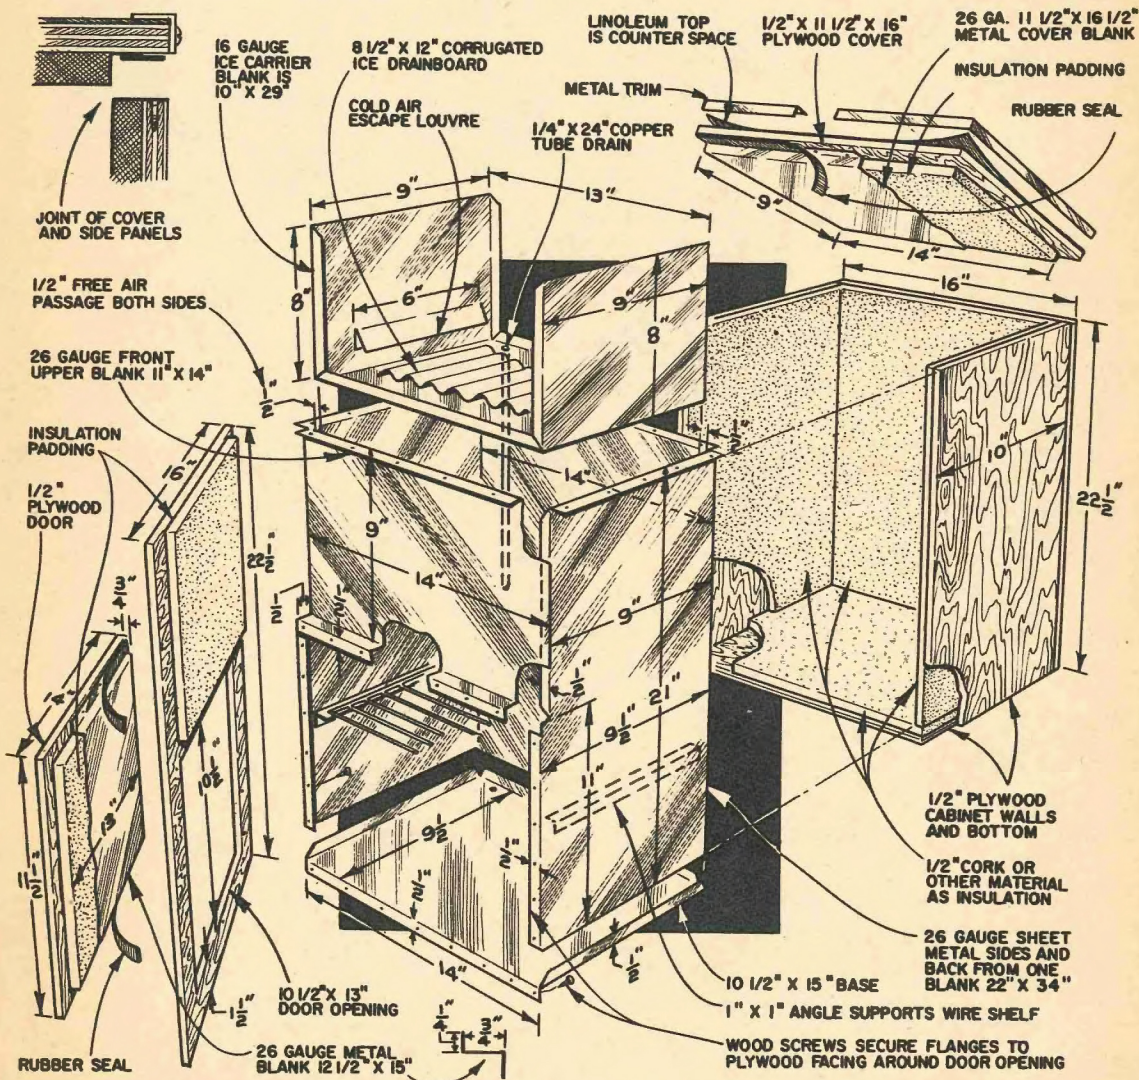 16 GAUGE
ICE CARRIER
BLANK IS
10" X 29"
8 1/2" X 12" CORRUGATED
ICE DRAINBOARD
COLD AIR
ESCAPE LOUVRE
1/4" X 24" COPPER
TUBE DRAIN
LINOLEUM TOP
IS COUNTER SPACE
1/2" X 11 1/2" X 16"
PLYWOOD COVER
26 GA. 11 1/2" X 16 1/2"
METAL COVER BLANK
INSULATION PADDING
RUBBER SEAL
METAL TRIM
JOINT OF COVER
AND SIDE PANELS
9"
13"
9"
14"
16"
8"
6"
9"
8"
1/2" FREE AIR
PASSAGE BOTH SIDES
26 GAUGE FRONT
UPPER BLANK 11" X 14"
1/2"
1/2"
INSULATION
PADDING
1/2"
PLYWOOD
DOOR
16"
22 1/2"
3/4"
14"
13"
11 1/2"
10 1/2"
1 1/2"
9"
14"
14"
1/2"
1/2"
9"
1/2"
21"
9 1/2"
11"
9 1/2"
1/2"
1/2"
14"
1/2"
10"
22 1/2"
1/2" PLYWOOD
CABINET WALLS
AND BOTTOM
1/2" CORK OR
OTHER MATERIAL
AS INSULATION
26 GAUGE SHEET
METAL SIDES AND
BACK FROM ONE
BLANK 22" X 34"
10 1/2" X 15" BASE
1" X 1" ANGLE SUPPORTS WIRE SHELF
WOOD SCREWS SECURE FLANGES TO
PLYWOOD FACING AROUND DOOR OPENING
10 1/2" X 13"
DOOR OPENING
26 GAUGE METAL
BLANK 12 1/2" X 15"
1/4"
3/4"
RUBBER SEAL